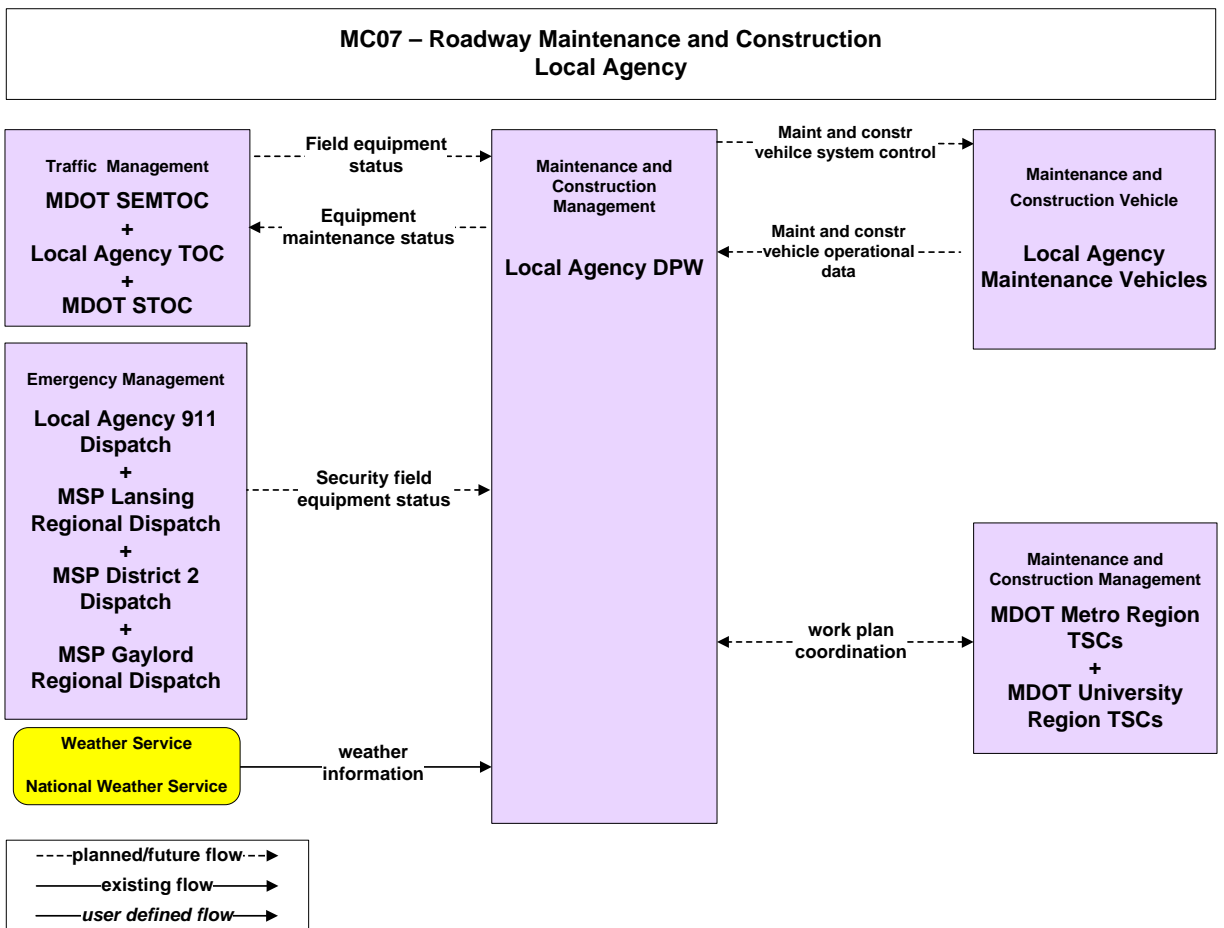 MC07 – Roadway Maintenance and Construction
Local Agency
Traffic Management
MDOT SEMTOC
+
Local Agency TOC
+
MDOT STOC
Field equipment
status
Equipment
maintenance status
Maintenance and
Construction
Management
Local Agency DPW
Maint and constr
vehilce system control
Maint and constr
vehicle operational
data
Maintenance and
Construction Vehicle
Local Agency
Maintenance Vehicles
Emergency Management
Local Agency 911
Dispatch
+
MSP Lansing
Regional Dispatch
+
MSP District 2
Dispatch
+
MSP Gaylord
Regional Dispatch
Security field
equipment status
work plan
coordination
Maintenance and
Construction Management
MDOT Metro Region
TSCs
+
MDOT University
Region TSCs
Weather Service
National Weather Service
weather
information
planned/future flow
existing flow
user defined flow